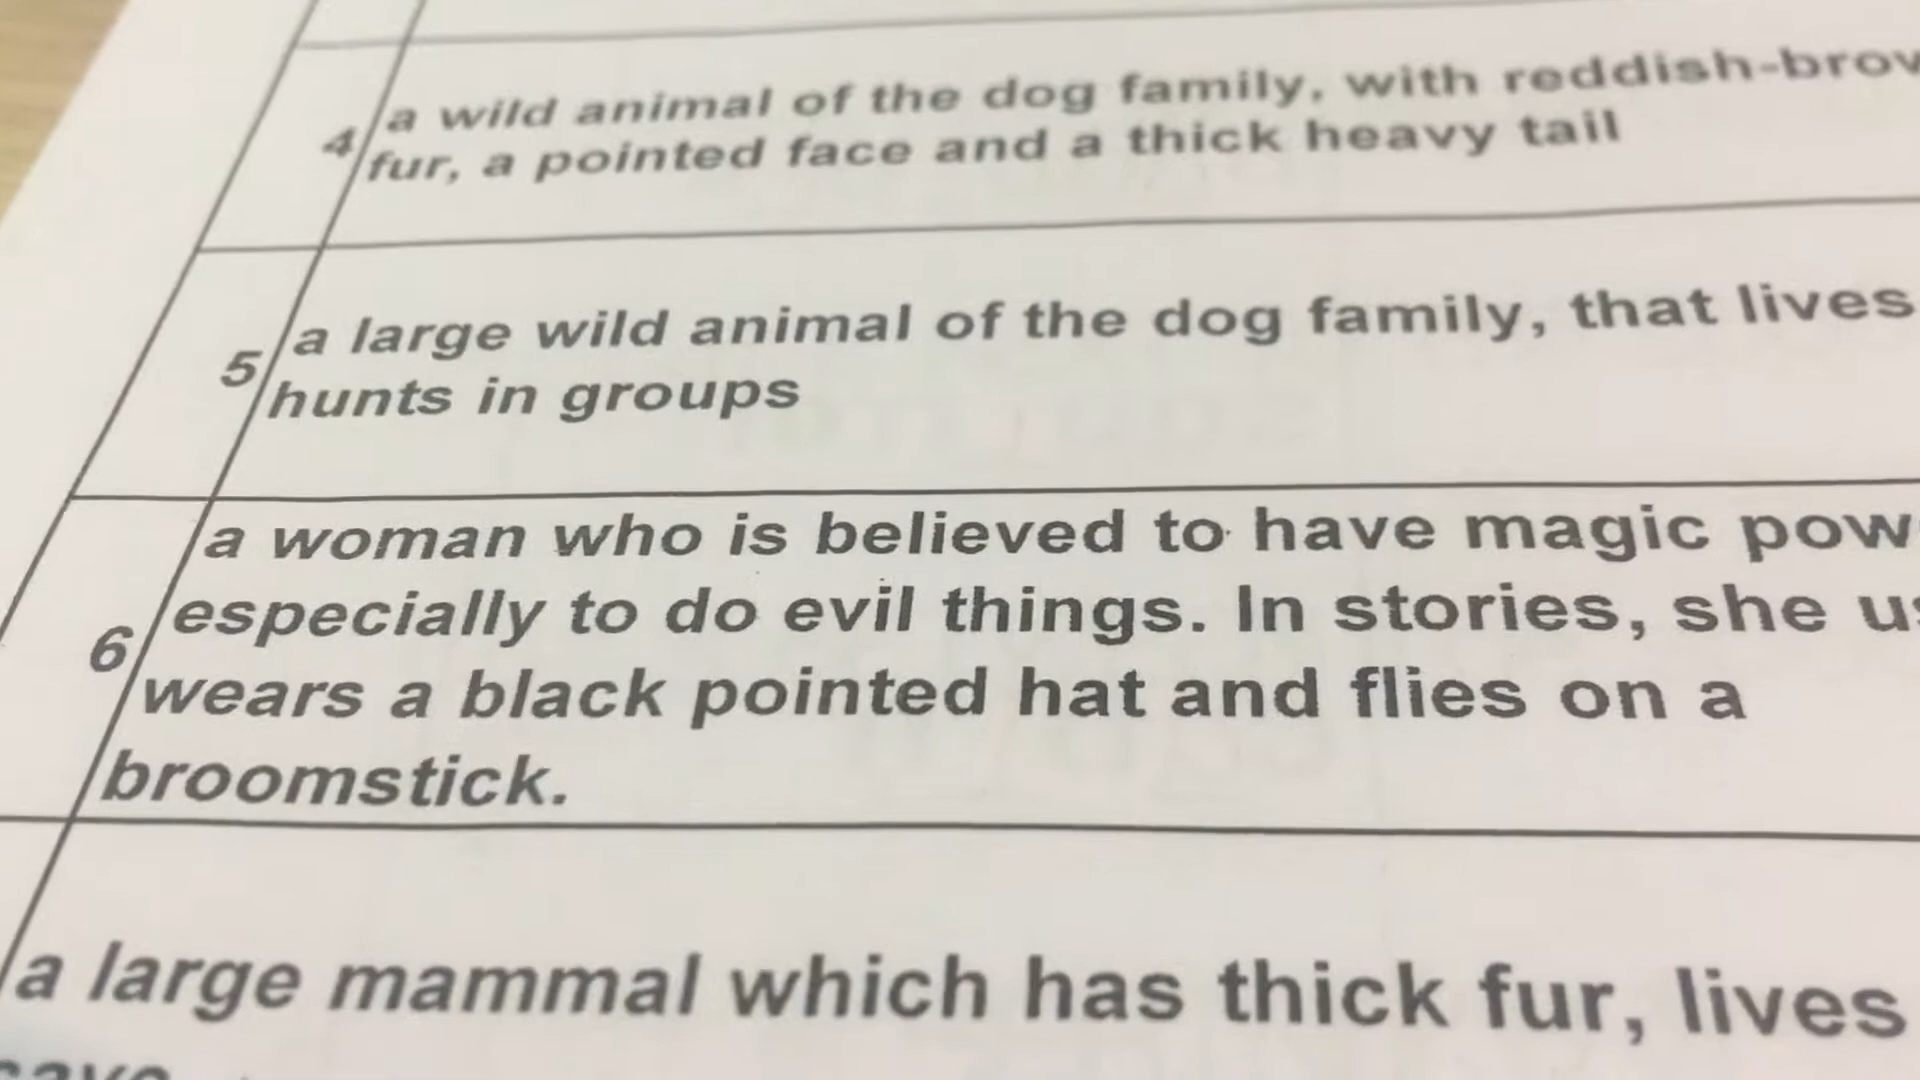 4 a wild animal of the dog family, with reddish-brow
fur, a pointed face and a thick heavy tail
5 a large wild animal of the dog family, that lives
hunts in groups
a woman who is believed to have magic pow
especially to do evil things. In stories, she us
6 wears a black pointed hat and flies on a
broomstick.
a large mammal which has thick fur, lives